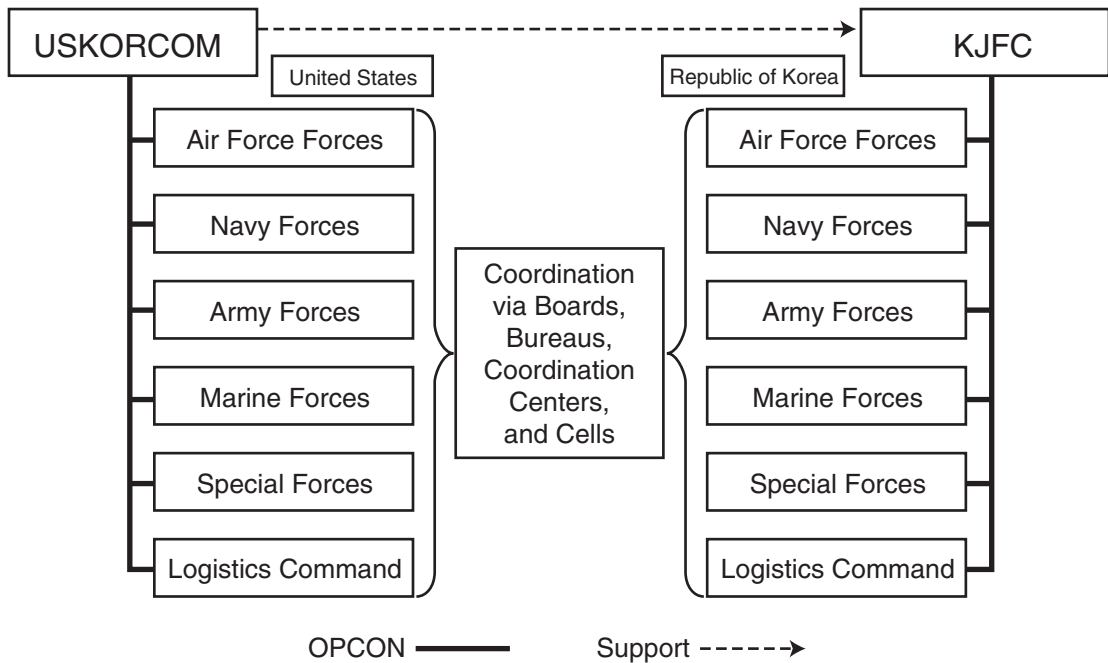 USKORCOM
KJFC
United States
Republic of Korea
Air Force Forces
Navy Forces
Army Forces
Marine Forces
Special Forces
Logistics Command
Coordination
via Boards,
Bureaus,
Coordination
Centers,
and Cells
Air Force Forces
Navy Forces
Army Forces
Marine Forces
Special Forces
Logistics Command
OPCON
Support